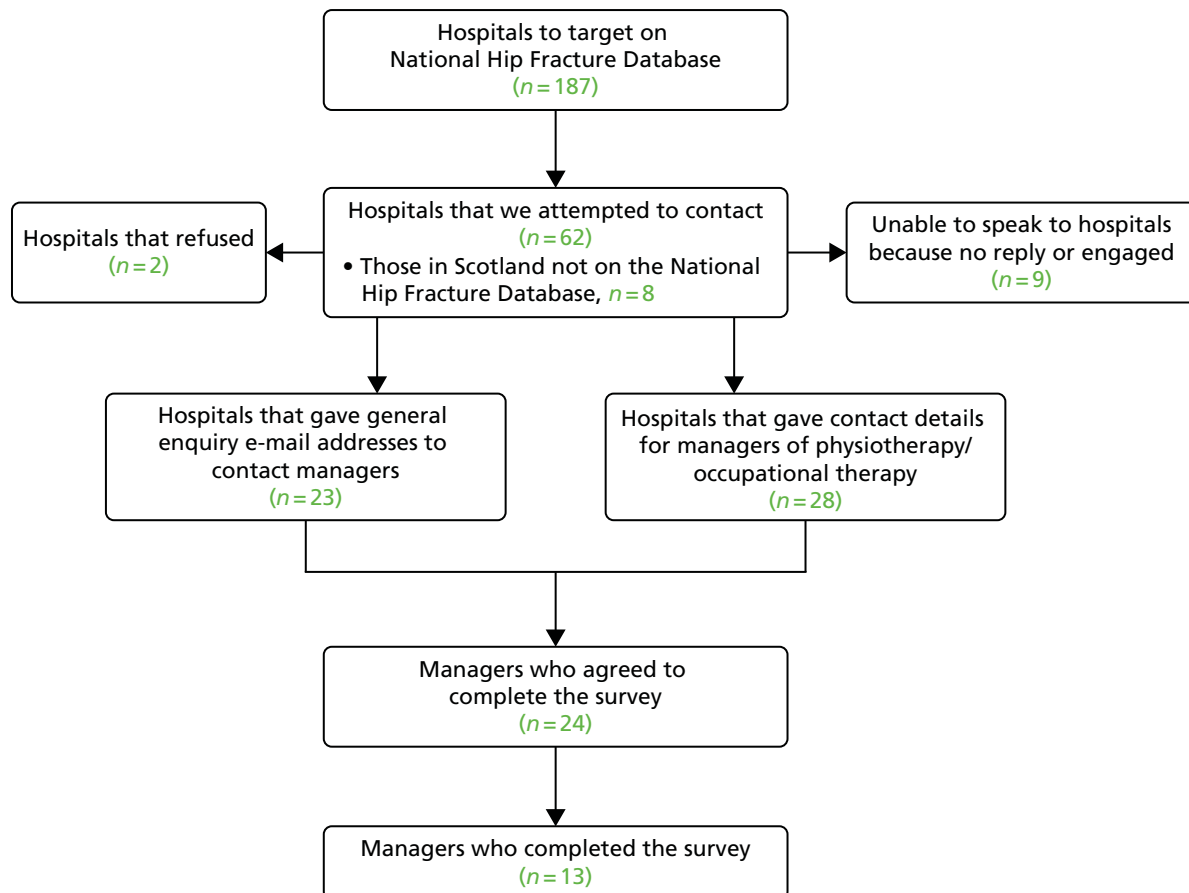 Hospitals to target on
National Hip Fracture Database
(n=187)
Hospitals that we attempted to contact
(n=62)
• Those in Scotland not on the National
Hip Fracture Database, n=8
Hospitals that refused
(n=2)
Unable to speak to hospitals
because no reply or engaged
(n=9)
Hospitals that gave general
enquiry e-mail addresses to
contact managers
(n=23)
Hospitals that gave contact details
for managers of physiotherapy/
occupational therapy
(n=28)
Managers who agreed to
complete the survey
(n=24)
Managers who completed the survey
(n=13)